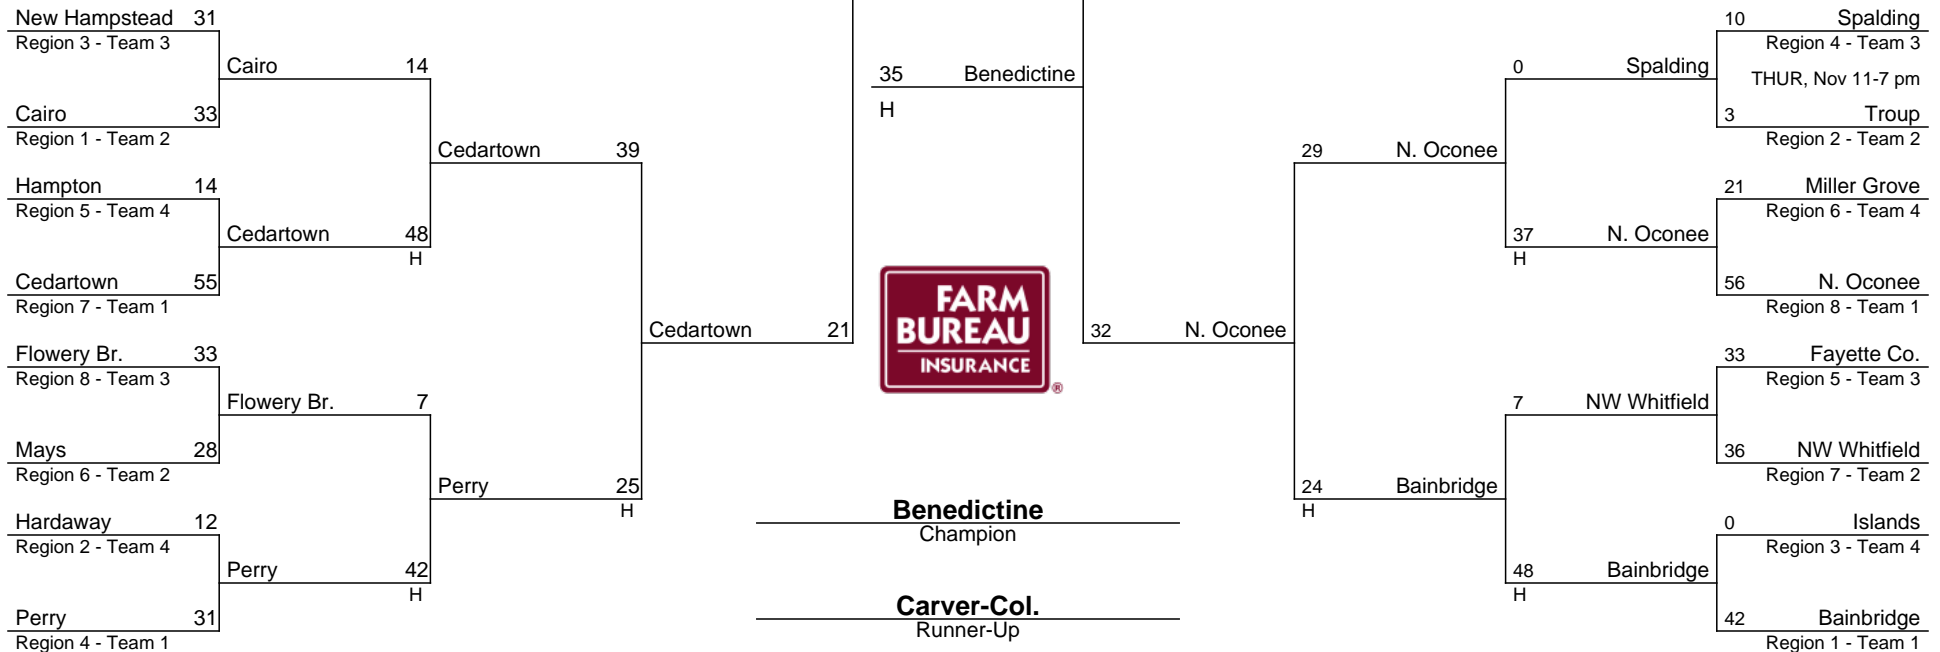 New Hampstead 31
Region 3 - Team 3
Cairo 33
Region 1 - Team 2
Hampton 14
Region 5 - Team 4
Cedartown 55
Region 7 - Team 1
Flowery Br. 33
Region 8 - Team 3
Mays 28
Region 6 - Team 2
Hardaway 12
Region 2 - Team 4
Perry 31
Region 4 - Team 1
Cairo 14
Cedartown 48
H
Flowery Br. 7
Perry 42
H
Cedartown 39
Perry 25
H
Cedartown 21
35 Benedictine
H
FARM
BUREAU
INSURANCE
®
Benedictine
Champion
Carver-Col.
Runner-Up
32 N. Oconee
29 N. Oconee
24 Bainbridge
H
0 Spalding
37 N. Oconee
H
7 NW Whitfield
48 Bainbridge
H
10 Spalding
Region 4 - Team 3
THUR, Nov 11-7 pm
3 Troup
Region 2 - Team 2
21 Miller Grove
Region 6 - Team 4
56 N. Oconee
Region 8 - Team 1
33 Fayette Co.
Region 5 - Team 3
36 NW Whitfield
Region 7 - Team 2
0 Islands
Region 3 - Team 4
42 Bainbridge
Region 1 - Team 1